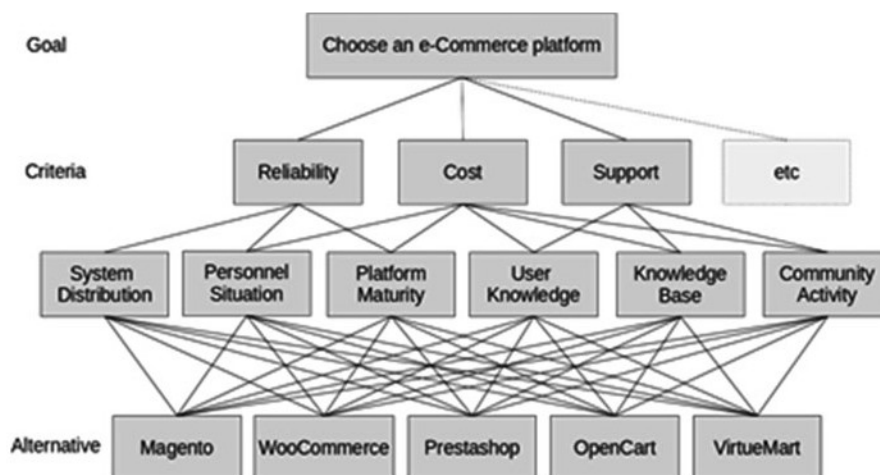 Goal
Choose an e-Commerce platform
Criteria
Reliability
Cost
Support
etc
System
Distribution
Personnel
Situation
Platform
Maturity
User
Knowledge
Knowledge
Base
Community
Activity
Alternative
Magento
WooCommerce
Prestashop
OpenCart
VirtueMart